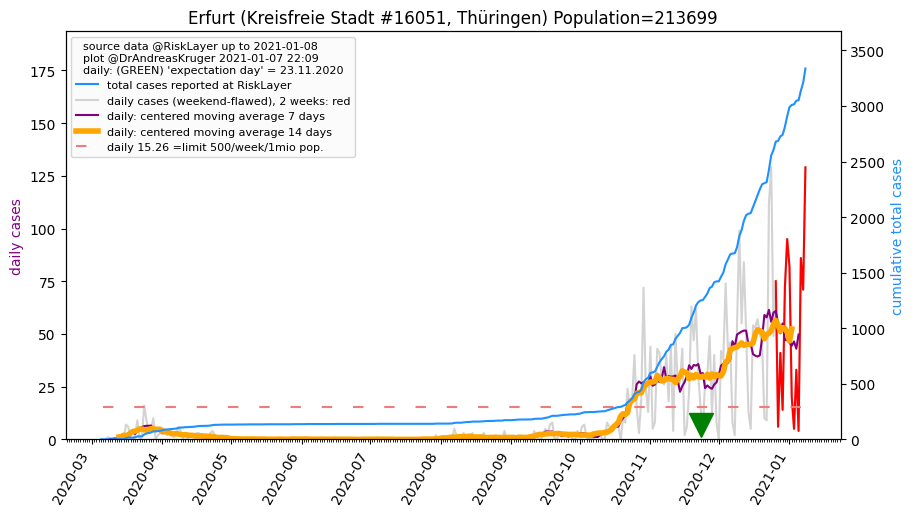 Erfurt (Kreisfreie Stadt #16051, Thüringen) Population=213699
source data @RiskLayer up to 2021-01-08
plot @DrAndreasKruger 2021-01-07 22:09
daily: (GREEN) 'expectation day' = 23.11.2020
total cases reported at RiskLayer
daily cases (weekend-flawed), 2 weeks: red
daily: centered moving average 7 days
daily: centered moving average 14 days
daily 15.26 =limit 500/week/1mio pop.
daily cases
175
150
125
100
75
50
25
0
cumulative total cases
3500
3000
2500
2000
1500
1000
500
0
2020-03
2020-04
2020-05
2020-06
2020-07
2020-08
2020-09
2020-10
2020-11
2020-12
2021-01